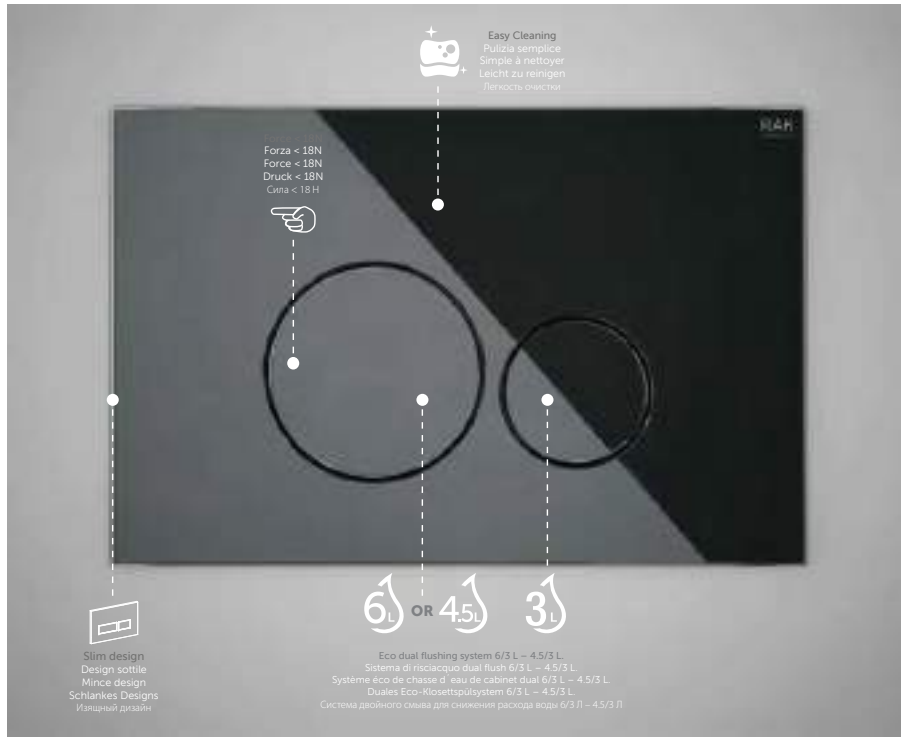 Easy Cleaning
Pulizia semplice
Simple à nettoyer
Leicht zu reinigen
Легкость очистки
RAK
Forza < 18N
Force < 18N
Druck < 18N
Сила < 18 Н
6L OR 4.5L 3L
Slim design
Design sottile
Mince design
Schlankes Designs
Изящный дизайн
Eco dual flushing system 6/3 L – 4.5/3 L.
Sistema di risciacquo dual flush 6/3 L – 4.5/3 L.
Système éco de chasse d eau de cabinet dual 6/3 L – 4.5/3 L.
Duales Eco-Klosettspülsystem 6/3 L – 4.5/3 L.
Система двойного смыва для снижения расхода воды 6/3 Л – 4.5/3 Л